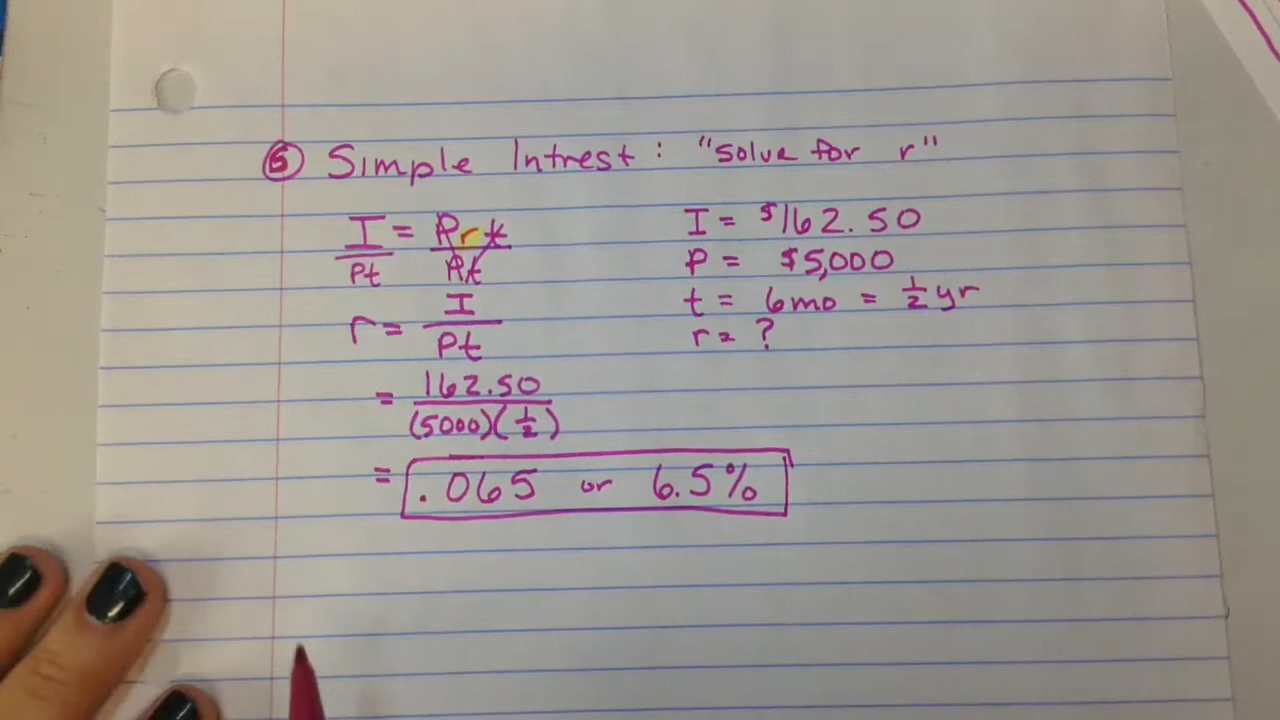 ⑤ Simple Intrest: "solve for r"
I = Prt
Pt Pt
r = I
Pt
= 162.50
(5000)(1/2)
= .065 or 6.5%
I = $162.50
P = $5,000
t = 6mo = 1/2 yr
r = ?